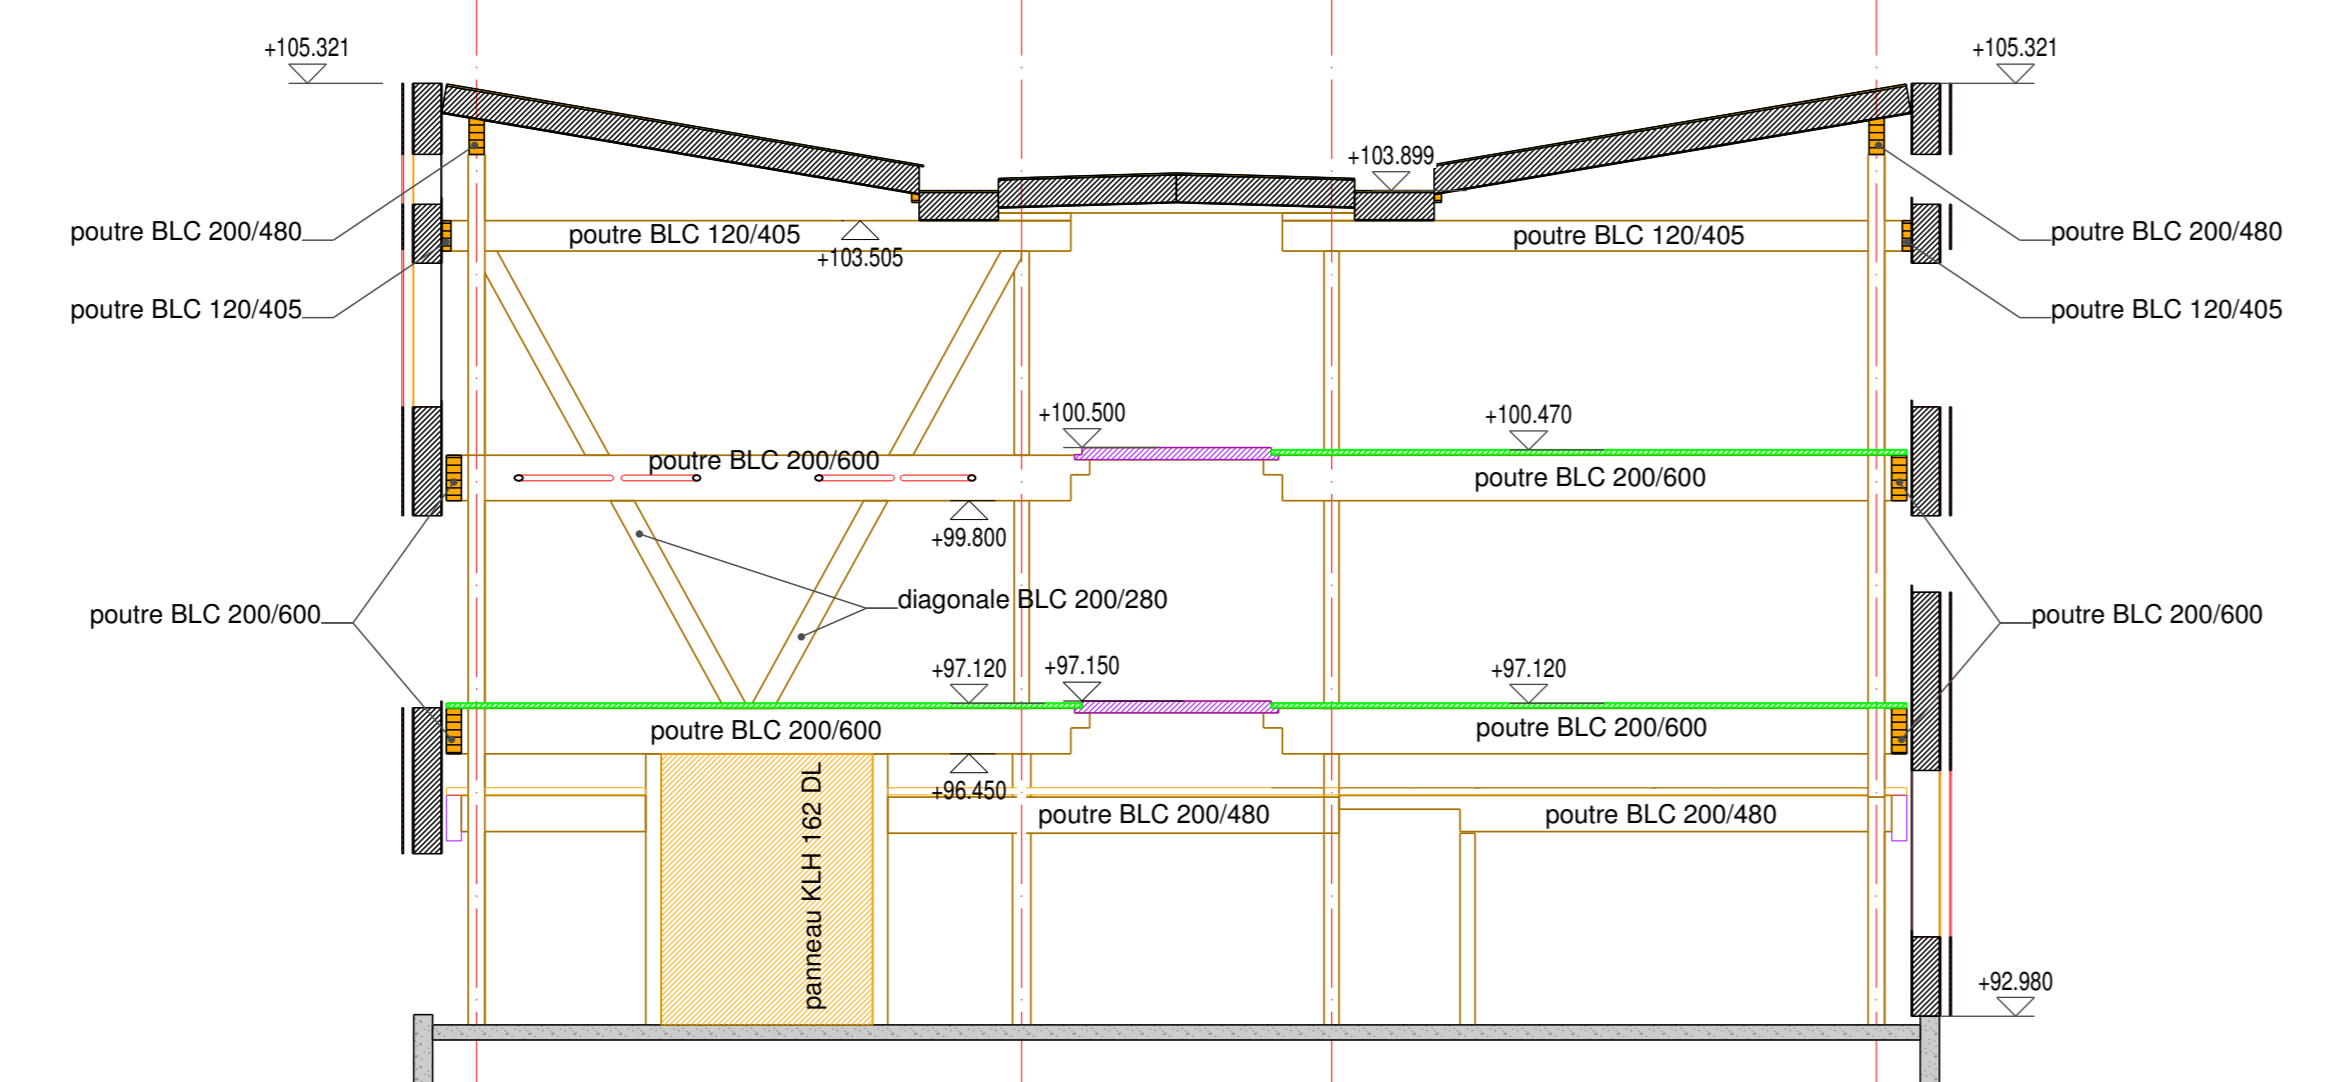 +105.321
+105.321
+103.899
poutre BLC 200/480
poutre BLC 120/405
poutre BLC 120/405
poutre BLC 200/480
+103.505
poutre BLC 120/405
poutre BLC 120/405
+100.500
+100.470
poutre BLC 200/600
poutre BLC 200/600
+99.800
diagonale BLC 200/280
poutre BLC 200/600
poutre BLC 200/600
+97.120
+97.150
+97.120
poutre BLC 200/600
poutre BLC 200/600
+96.450
poutre BLC 200/480
poutre BLC 200/480
panneau KLH 162 DL
+92.980